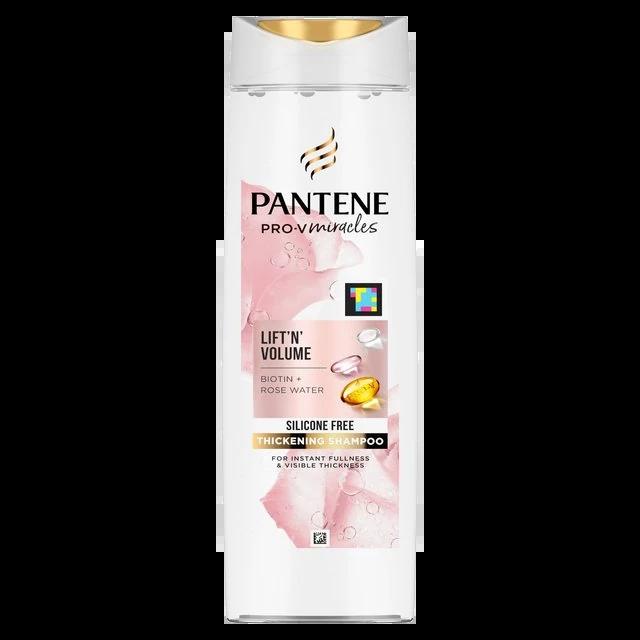 PANTENE
PRO-V miracles
LIFT'N'
VOLUME
BIOTIN +
ROSE WATER
SILICONE FREE
THICKENING SHAMPOO
FOR INSTANT FULLNESS
& VISIBLE THICKNESS